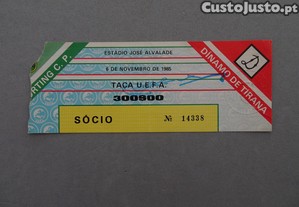 CustoJusto.pt
RTING C.P.
ESTÁDIO JOSÉ ALVALADE
DINAMO DE TIRANA
6 DE NOVEMBRO DE 1985
D
TAÇA U.E.F.A.
300$00
SÓCIO
Nº 14338